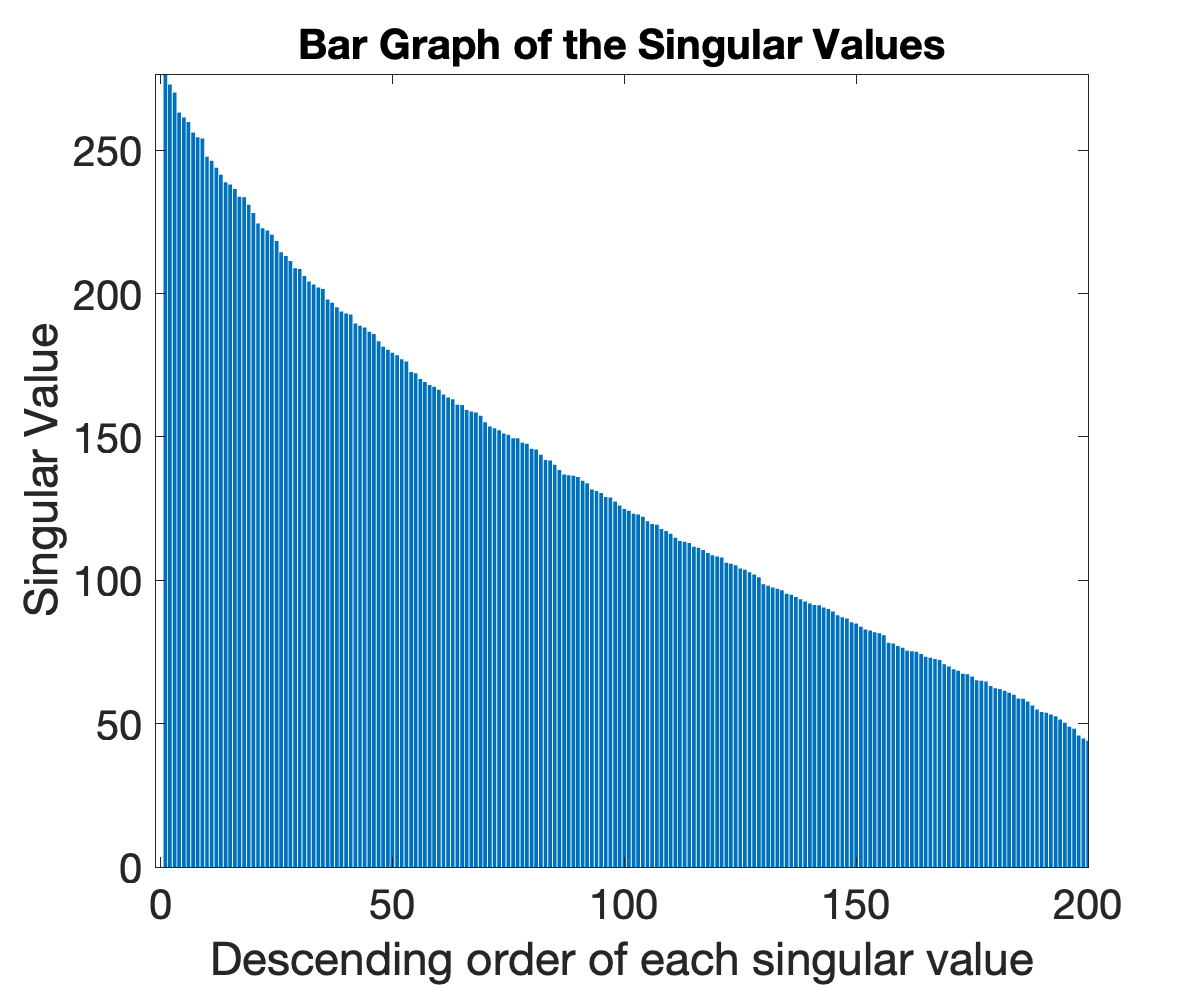 Bar Graph of the Singular Values
250
200
150
100
50
0
Singular Value
0 50 100 150 200
Descending order of each singular value